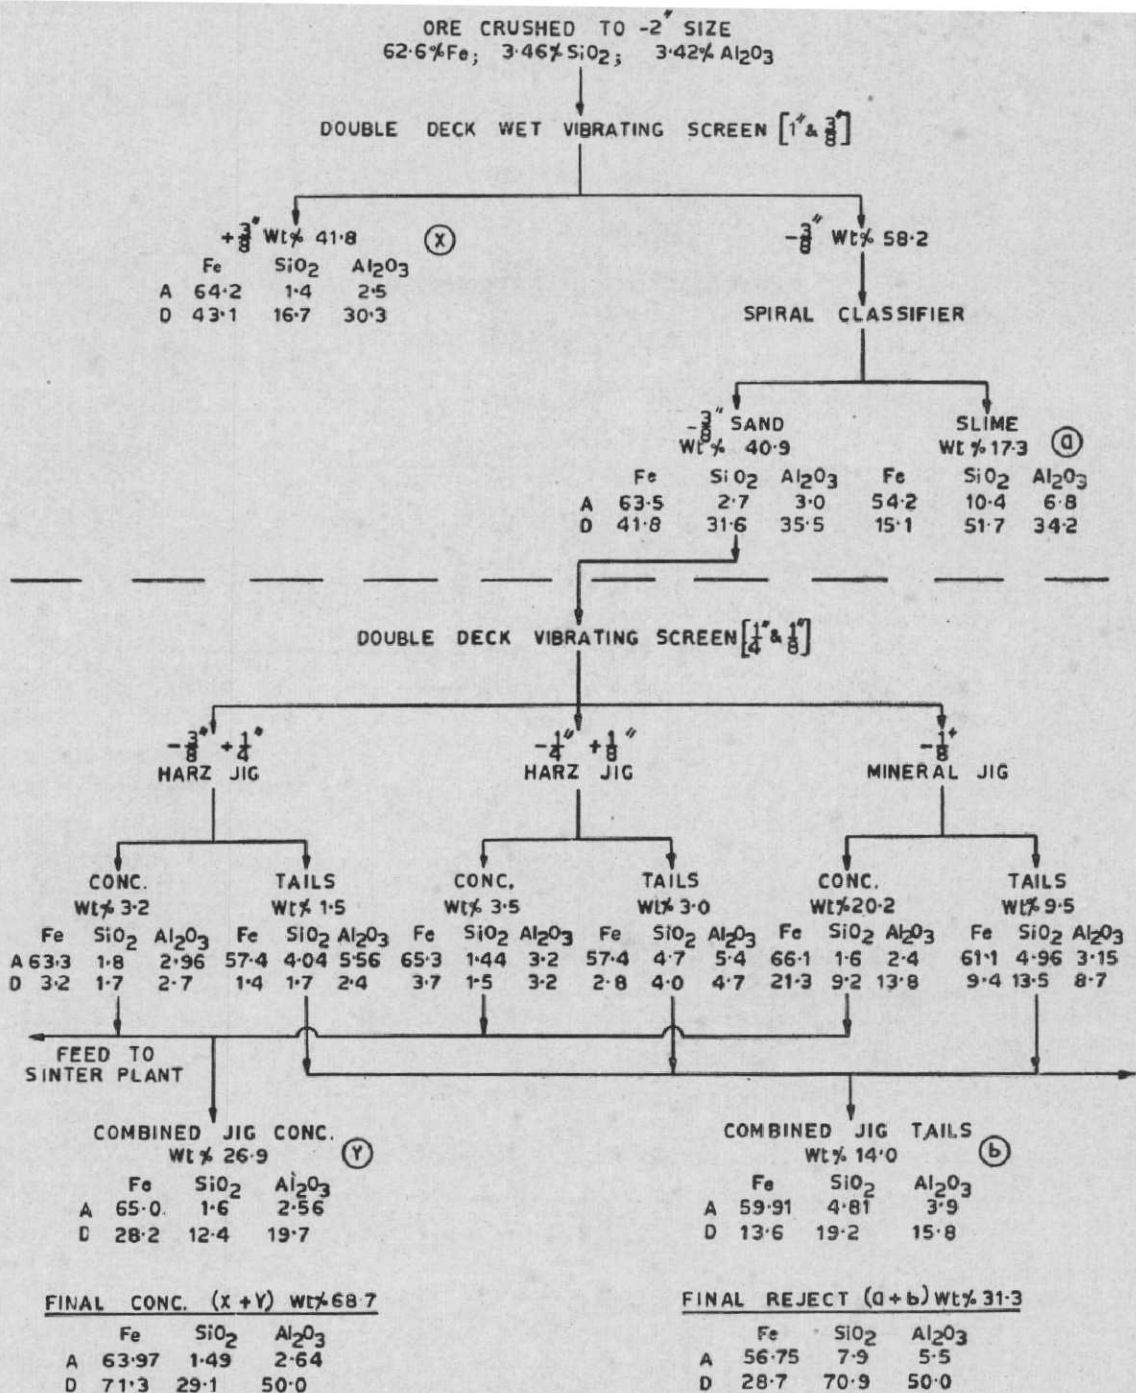 ORE CRUSHED TO -2" SIZE
62·6%Fe; 3·46%SiO2; 3·42% Al2O3
DOUBLE DECK WET VIBRATING SCREEN [1"& 3/8"]
+3/8" Wt% 41·8 (X)
Fe SiO2 Al2O3
A 64·2 1·4 2·5
D 43·1 16·7 30·3
-3/8" Wt% 58·2
SPIRAL CLASSIFIER
-3/8" SAND
Wt% 40·9
SLIME
Wt %17·3 (a)
Fe SiO2 Al2O3 Fe SiO2 Al2O3
A 63·5 2·7 3·0 54·2 10·4 6·8
D 41·8 31·6 35·5 15·1 51·7 34·2
DOUBLE DECK VIBRATING SCREEN[1/4"& 1/8"]
-3/8" +1/4"
HARZ JIG
-1/4" +1/8"
HARZ JIG
-1/8"
MINERAL JIG
CONC. TAILS CONC. TAILS CONC. TAILS
Wt% 3·2 Wt% 1·5 Wt% 3·5 Wt% 3·0 Wt%20·2 Wt% 9·5
Fe SiO2 Al2O3 Fe SiO2 Al2O3 Fe SiO2 Al2O3 Fe SiO2 Al2O3 Fe SiO2 Al2O3 Fe SiO2 Al2O3
A 63·3 1·8 2·96 57·4 4·04 5·56 65·3 1·44 3·2 57·4 4·7 5·4 66·1 1·6 2·4 61·1 4·96 3·15
D 3·2 1·7 2·7 1·4 1·7 2·4 3·7 1·5 3·2 2·8 4·0 4·7 21·3 9·2 13·8 9·4 13·5 8·7
FEED TO
SINTER PLANT
COMBINED JIG CONC.
Wt% 26·9 (Y)
Fe SiO2 Al2O3
A 65·0 1·6 2·56
D 28·2 12·4 19·7
COMBINED JIG TAILS
Wt% 14·0 (b)
Fe SiO2 Al2O3
A 59·91 4·81 3·9
D 13·6 19·2 15·8
FINAL CONC. (X+Y) Wt%68·7
Fe SiO2 Al2O3
A 63·97 1·49 2·64
D 71·3 29·1 50·0
FINAL REJECT (a+b) Wt% 31·3
Fe SiO2 Al2O3
A 56·75 7·9 5·5
D 28·7 70·9 50·0